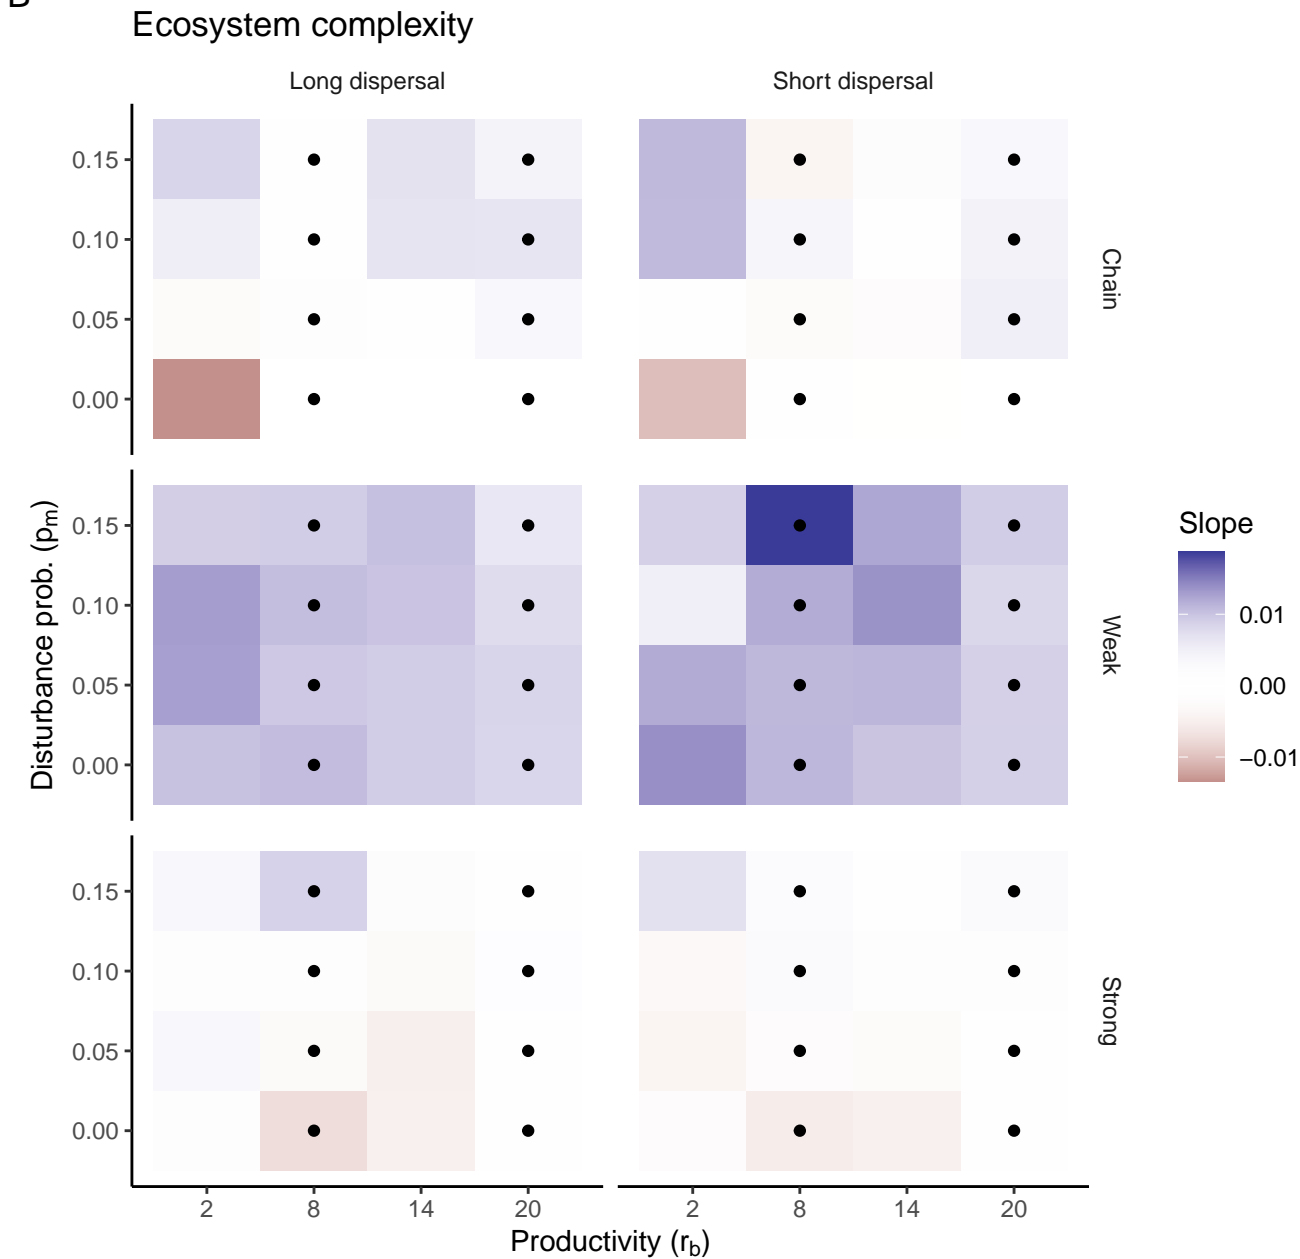 Ecosystem complexity
Long dispersal
Short dispersal
0.15
0.10
0.05
0.00
Chain
Disturbance prob. (pm)
0.15
0.10
0.05
0.00
Weak
0.15
0.10
0.05
0.00
Strong
2 8 14 20
2 8 14 20
Productivity (rb)
Slope
0.01
0.00
−0.01